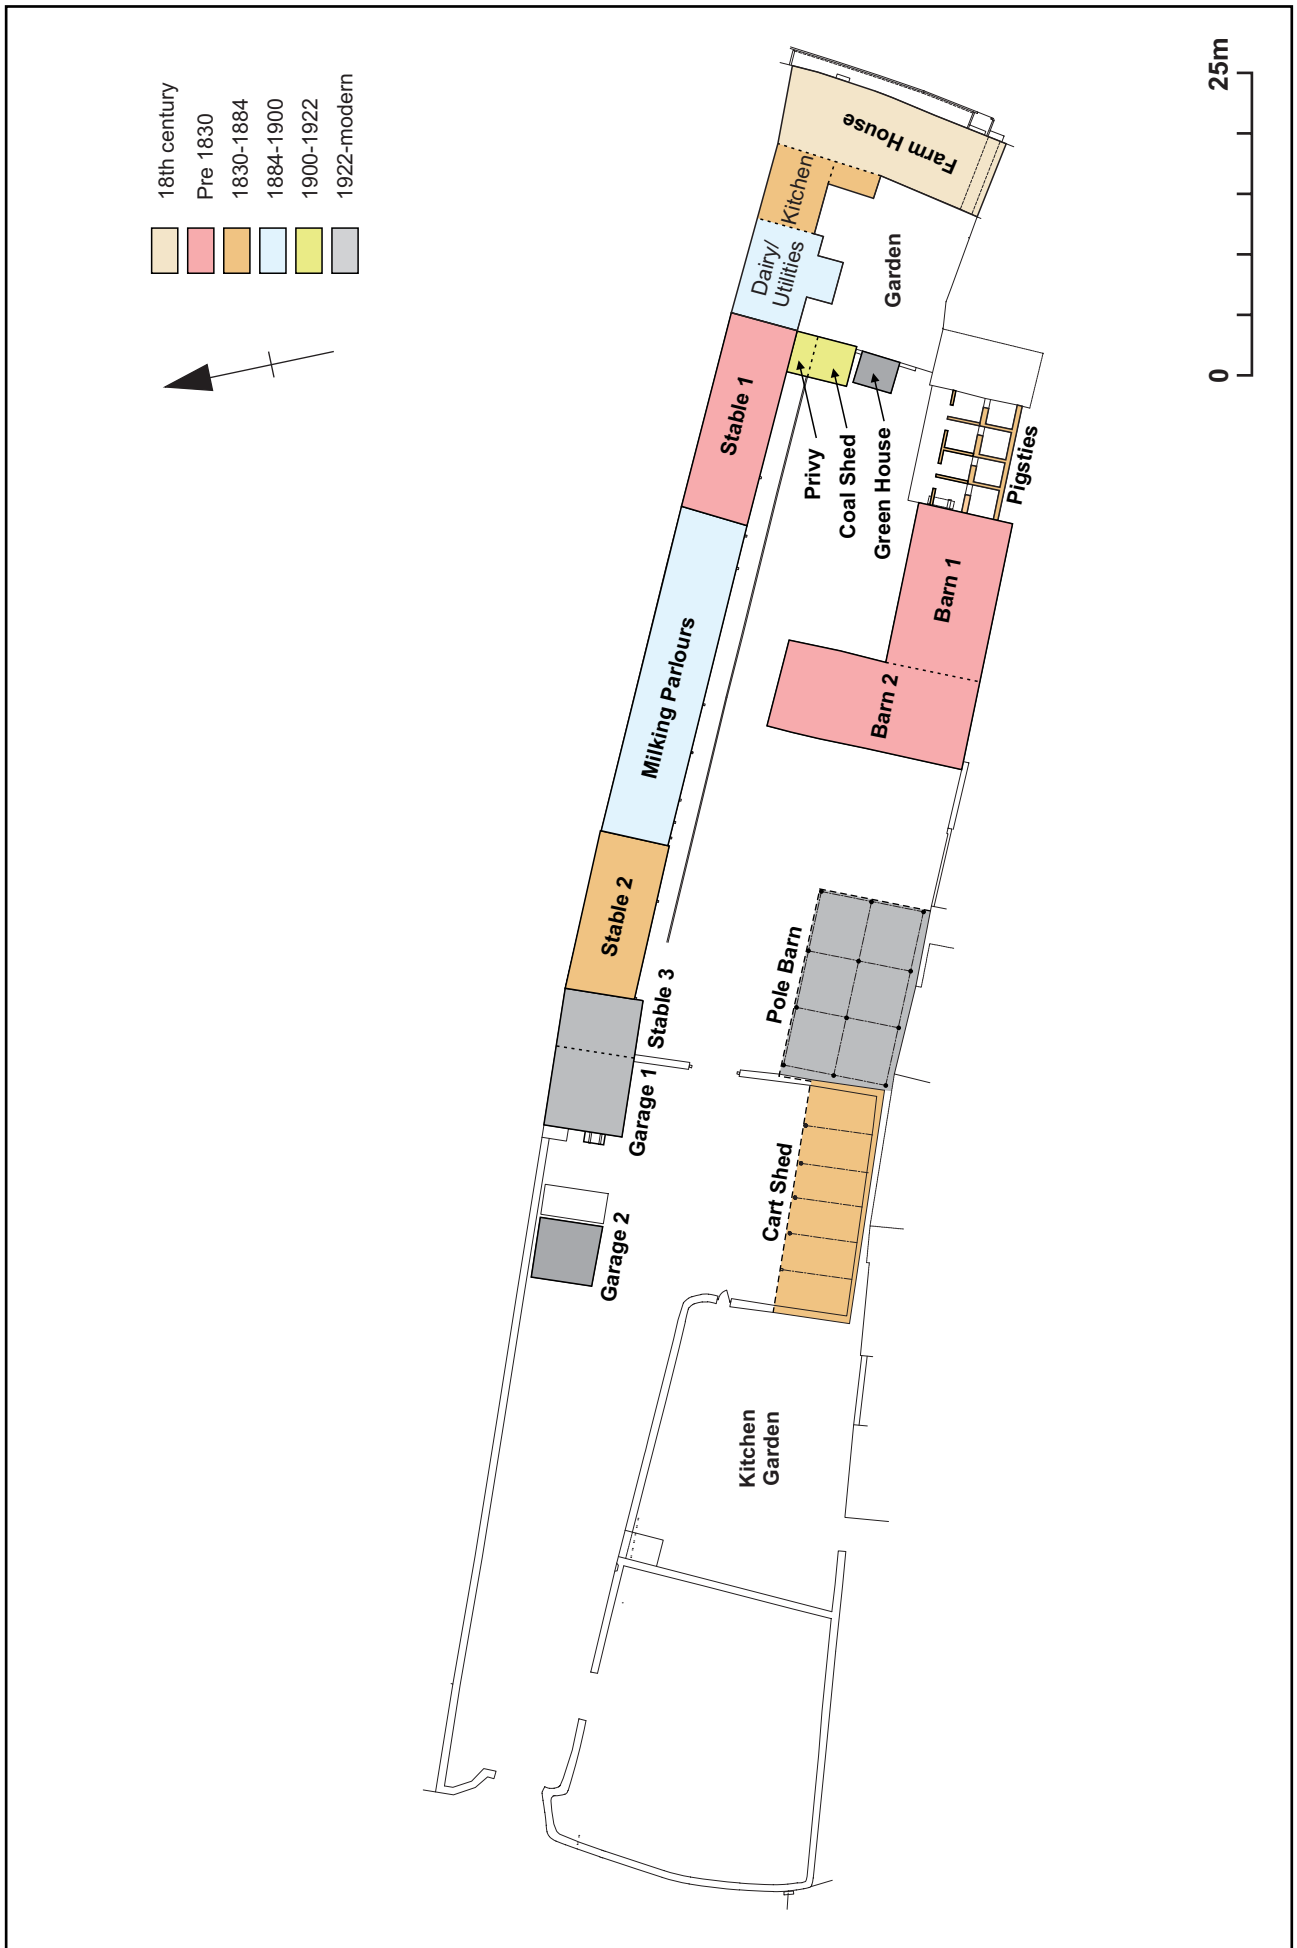 18th century
Pre 1830
1830-1884
1884-1900
1900-1922
1922-modern
0
25m
Farm House
Kitchen
Dairy/
Utilities
Garden
Stable 1
Privy
Coal Shed
Green House
Pigsties
Barn 1
Barn 2
Milking Parlours
Stable 2
Stable 3
Pole Barn
Garage 1
Cart Shed
Garage 2
Kitchen
Garden